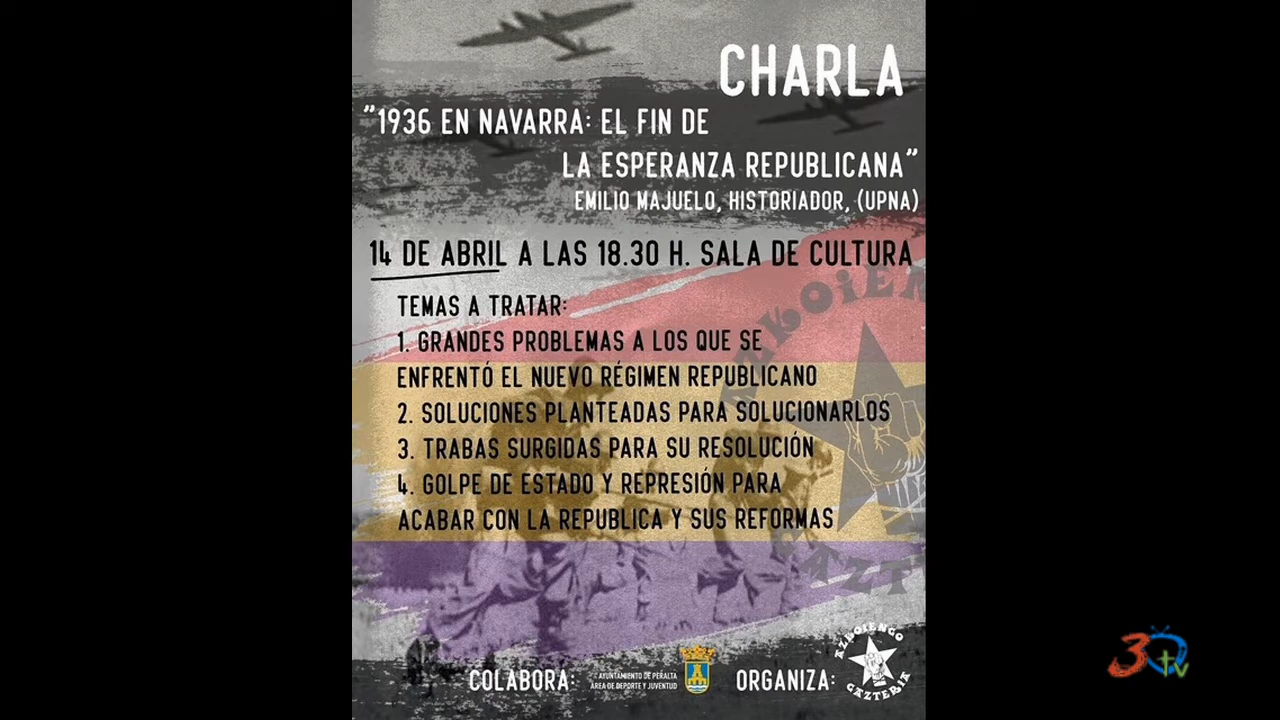 CHARLA
"1936 EN NAVARRA: EL FIN DE
LA ESPERANZA REPUBLICANA"
EMILIO MAJUELO, HISTORIADOR, (UPNA)
14 DE ABRIL A LAS 18.30 H. SALA DE CULTURA
TEMAS A TRATAR:
1. GRANDES PROBLEMAS A LOS QUE SE
ENFRENTÓ EL NUEVO RÉGIMEN REPUBLICANO
2. SOLUCIONES PLANTEADAS PARA SOLUCIONARLOS
3. TRABAS SURGIDAS PARA SU RESOLUCIÓN
4. GOLPE DE ESTADO Y REPRESIÓN PARA
ACABAR CON LA REPUBLICA Y SUS REFORMAS
COLABORA:
AYUNTAMIENTO DE PERALTA
ÁREA DE DEPORTE Y JUVENTUD
ORGANIZA:
AZKOIENGO
GAZTERIA
tv